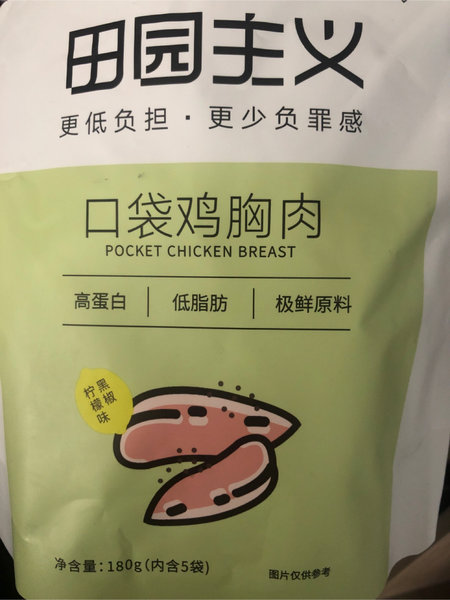 田园主义
更低负担·更少负罪感
口袋鸡胸肉
POCKET CHICKEN BREAST
高蛋白 | 低脂肪 | 极鲜原料
黑椒
柠檬味
净含量:180g(内含5袋)
图片仅供参考